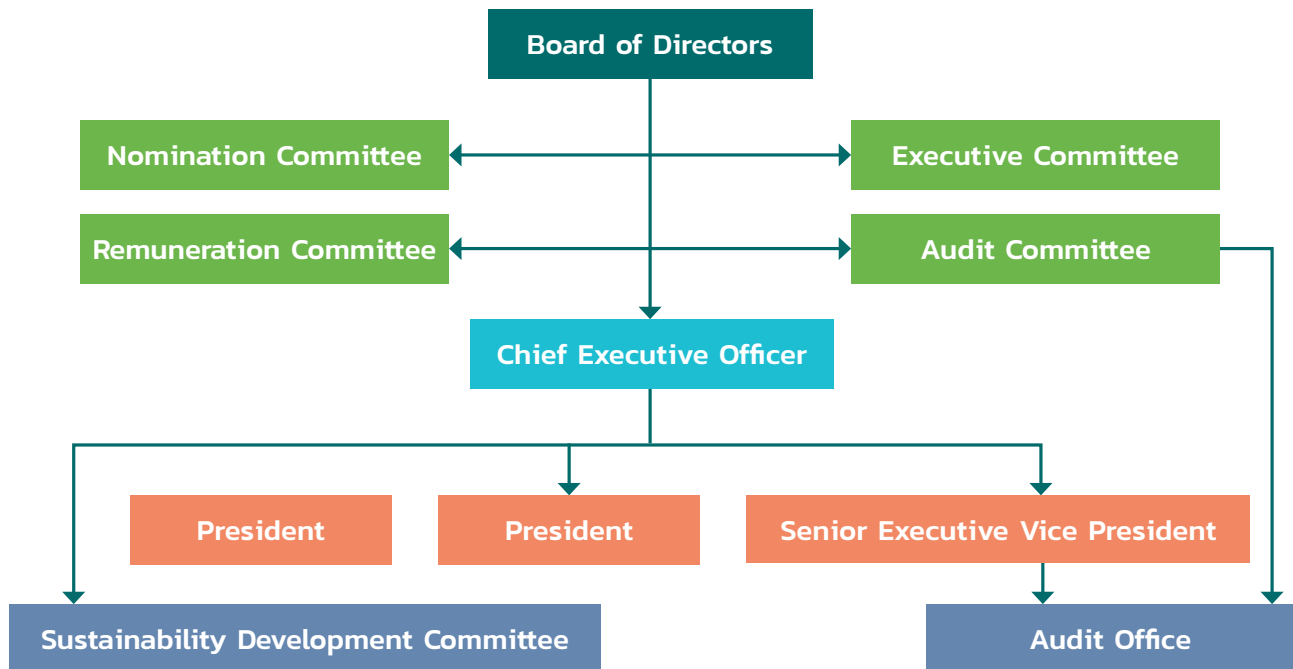 Board of Directors
Nomination Committee
Executive Committee
Remuneration Committee
Audit Committee
Chief Executive Officer
President
President
Senior Executive Vice President
Sustainability Development Committee
Audit Office